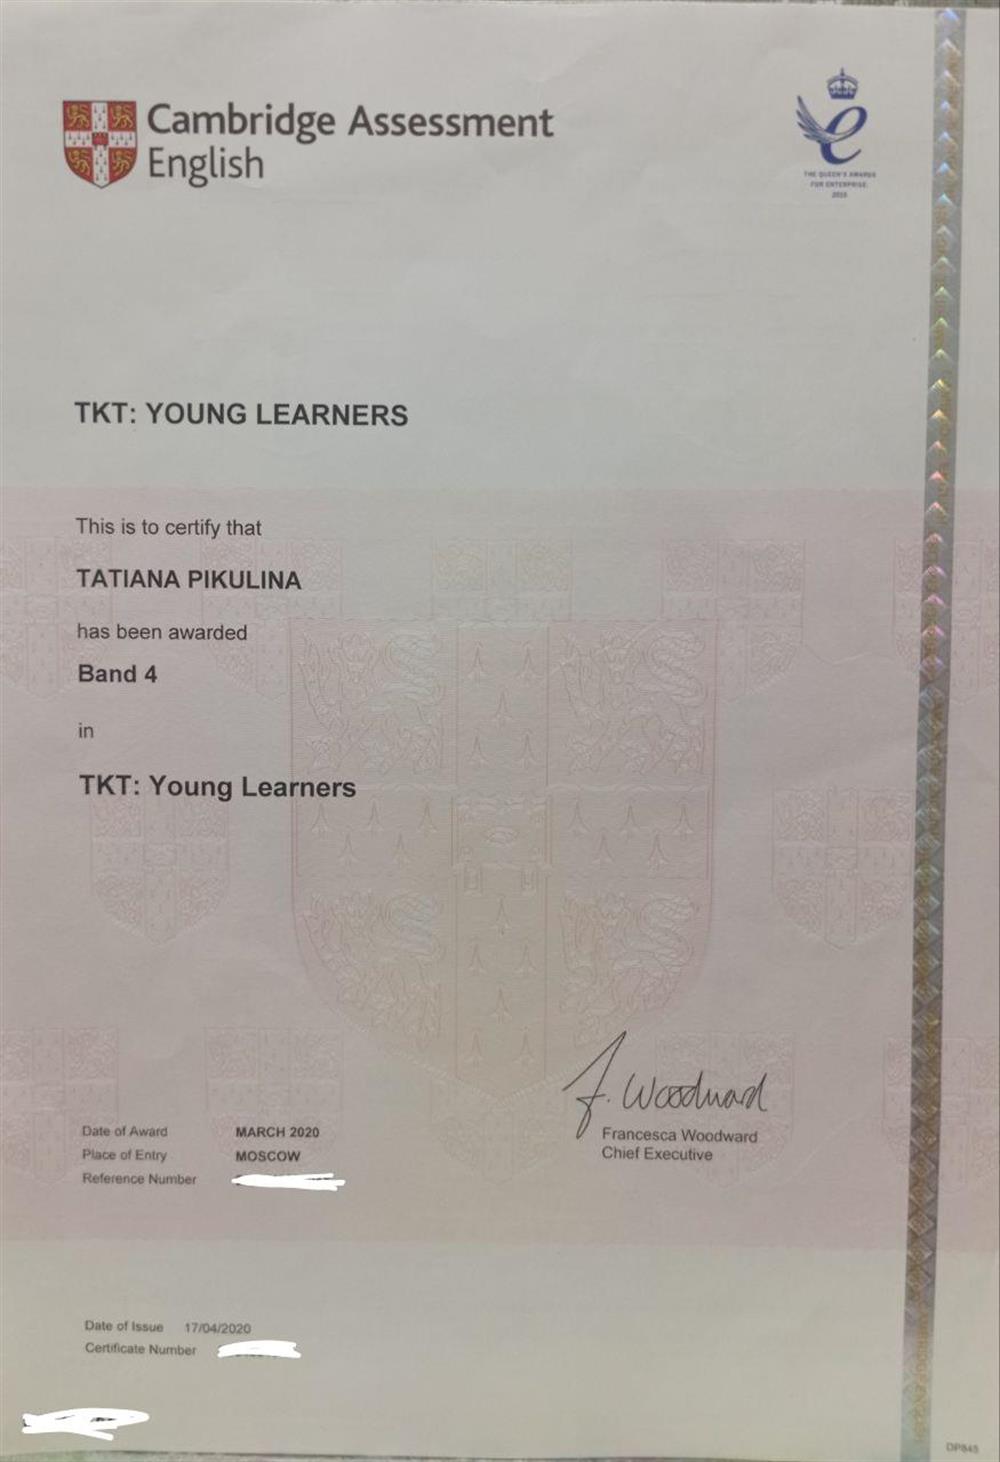 Cambridge Assessment
English
THE QUEEN'S AWARDS
FOR ENTERPRISE:
2015
TKT: YOUNG LEARNERS
This is to certify that
TATIANA PIKULINA
has been awarded
Band 4
in
TKT: Young Learners
F. Woodward
Francesca Woodward
Chief Executive
Date of Award MARCH 2020
Place of Entry MOSCOW
Reference Number
Date of Issue 17/04/2020
Certificate Number
DP845